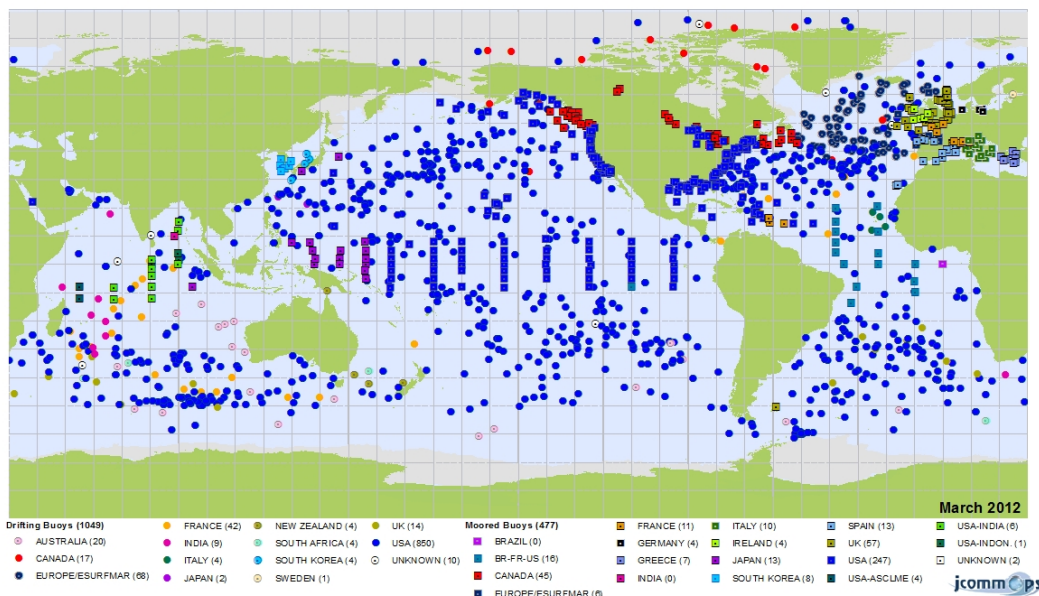 March 2012
Drifting Buoys (1049)
AUSTRALIA (20)
CANADA (17)
EUROPE/ESURFMAR (68)
FRANCE (42)
INDIA (9)
ITALY (4)
JAPAN (2)
NEW ZEALAND (4)
SOUTH AFRICA (4)
SOUTH KOREA (4)
SWEDEN (1)
UK (14)
USA (850)
UNKNOWN (10)
Moored Buoys (477)
BRAZIL (0)
BR-FR-US (16)
CANADA (45)
EUROPE/ESURFMAR (6)
FRANCE (11)
GERMANY (4)
GREECE (7)
INDIA (0)
ITALY (10)
IRELAND (4)
JAPAN (13)
SOUTH KOREA (8)
SPAIN (13)
UK (57)
USA (247)
USA-ASCLME (4)
USA-INDIA (6)
USA-INDON. (1)
UNKNOWN (2)
jcommops